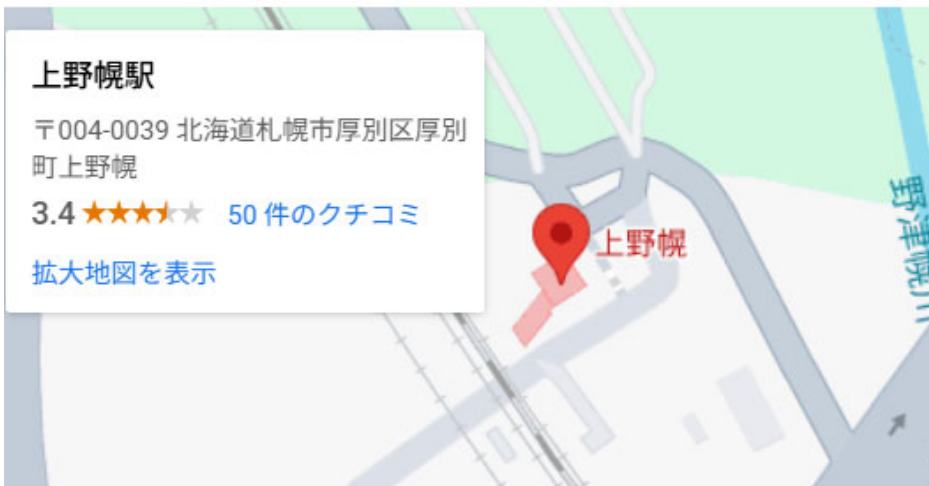 上野幌駅
〒004-0039 北海道札幌市厚別区厚別
町上野幌
3.4 50 件のクチコミ
拡大地図を表示
上野幌
野津幌川